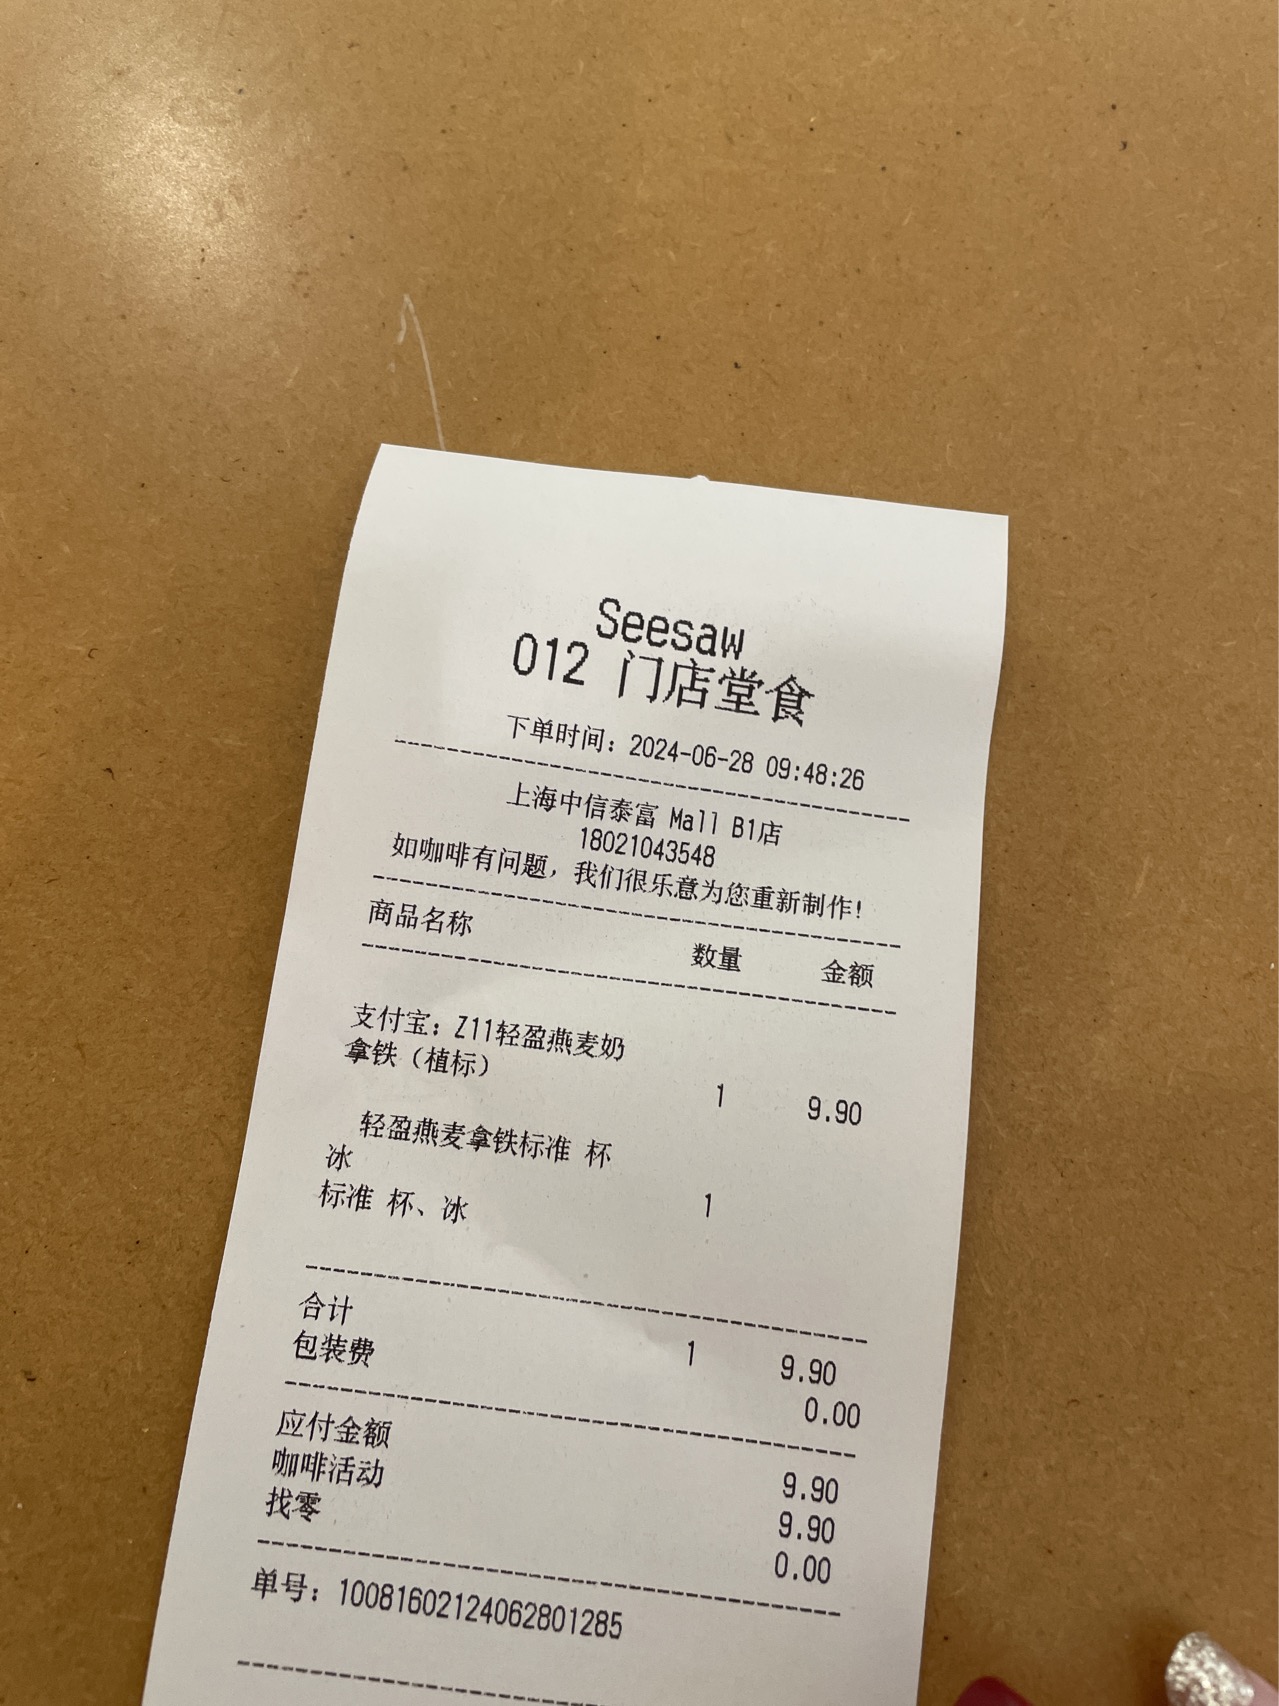 Seesaw
012 门店堂食
下单时间：2024-06-28 09:48:26
上海中信泰富 Mall B1店
18021043548
如咖啡有问题，我们很乐意为您重新制作！
商品名称 数量 金额
支付宝：Z11轻盈燕麦奶
拿铁（植标）
1 9.90
轻盈燕麦拿铁标准 杯
冰
标准 杯、冰 1
合计 1 9.90
包装费 0.00
应付金额 9.90
咖啡活动 9.90
找零 0.00
单号：10081602124062801285